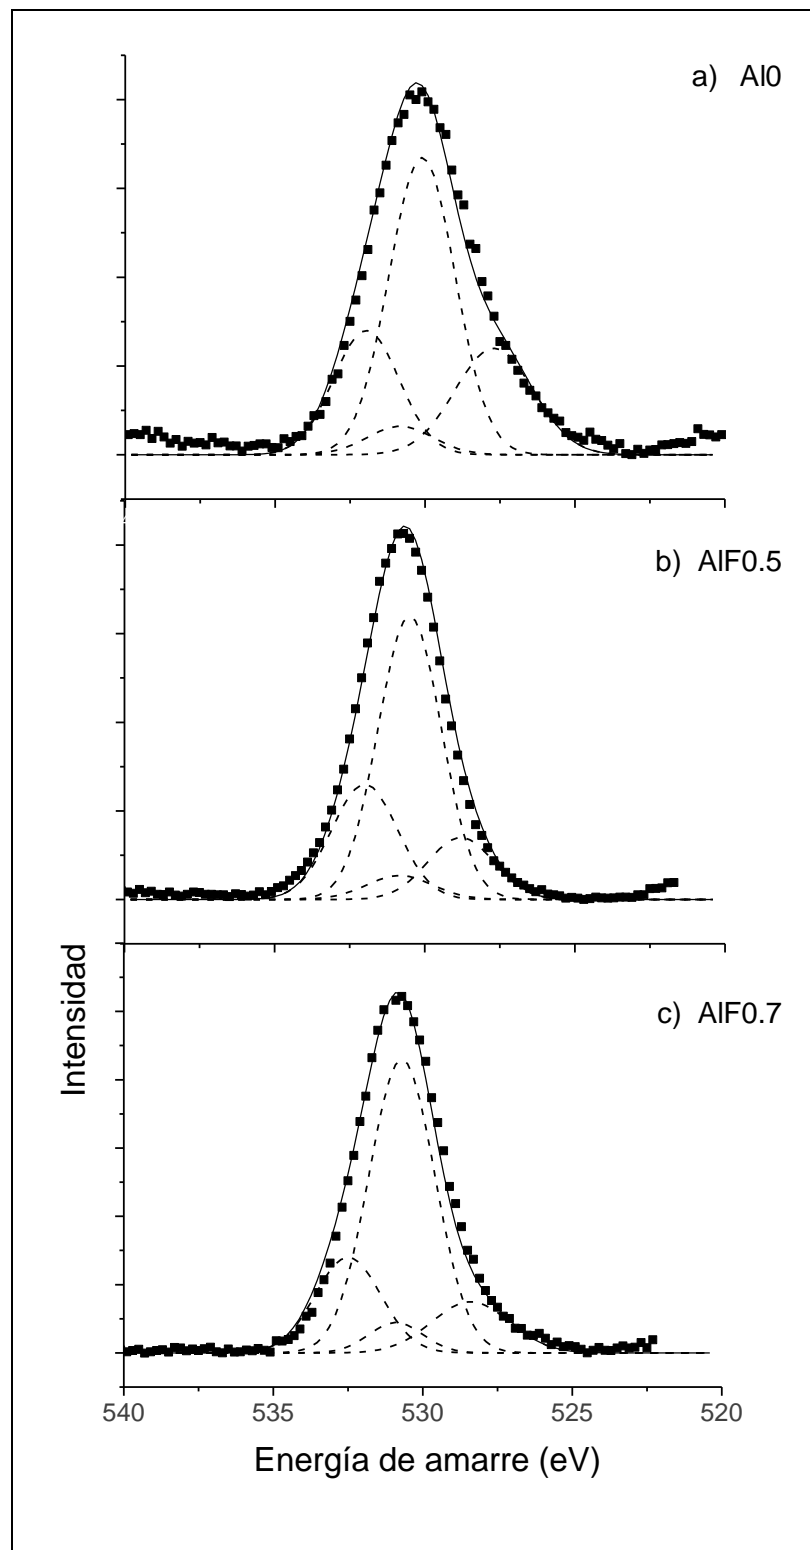 a) Al0
b) AlF0.5
c) AlF0.7
Intensidad
540 535 530 525 520
Energía de amarre (eV)